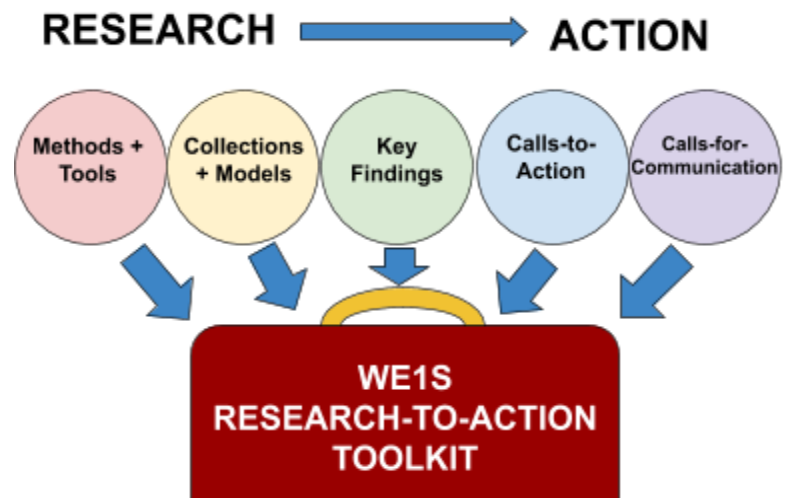 RESEARCH ACTION
Methods +
Tools
Collections
+ Models
Key
Findings
Calls-to-
Action
Calls-for-
Communication
WE1S
RESEARCH-TO-ACTION
TOOLKIT